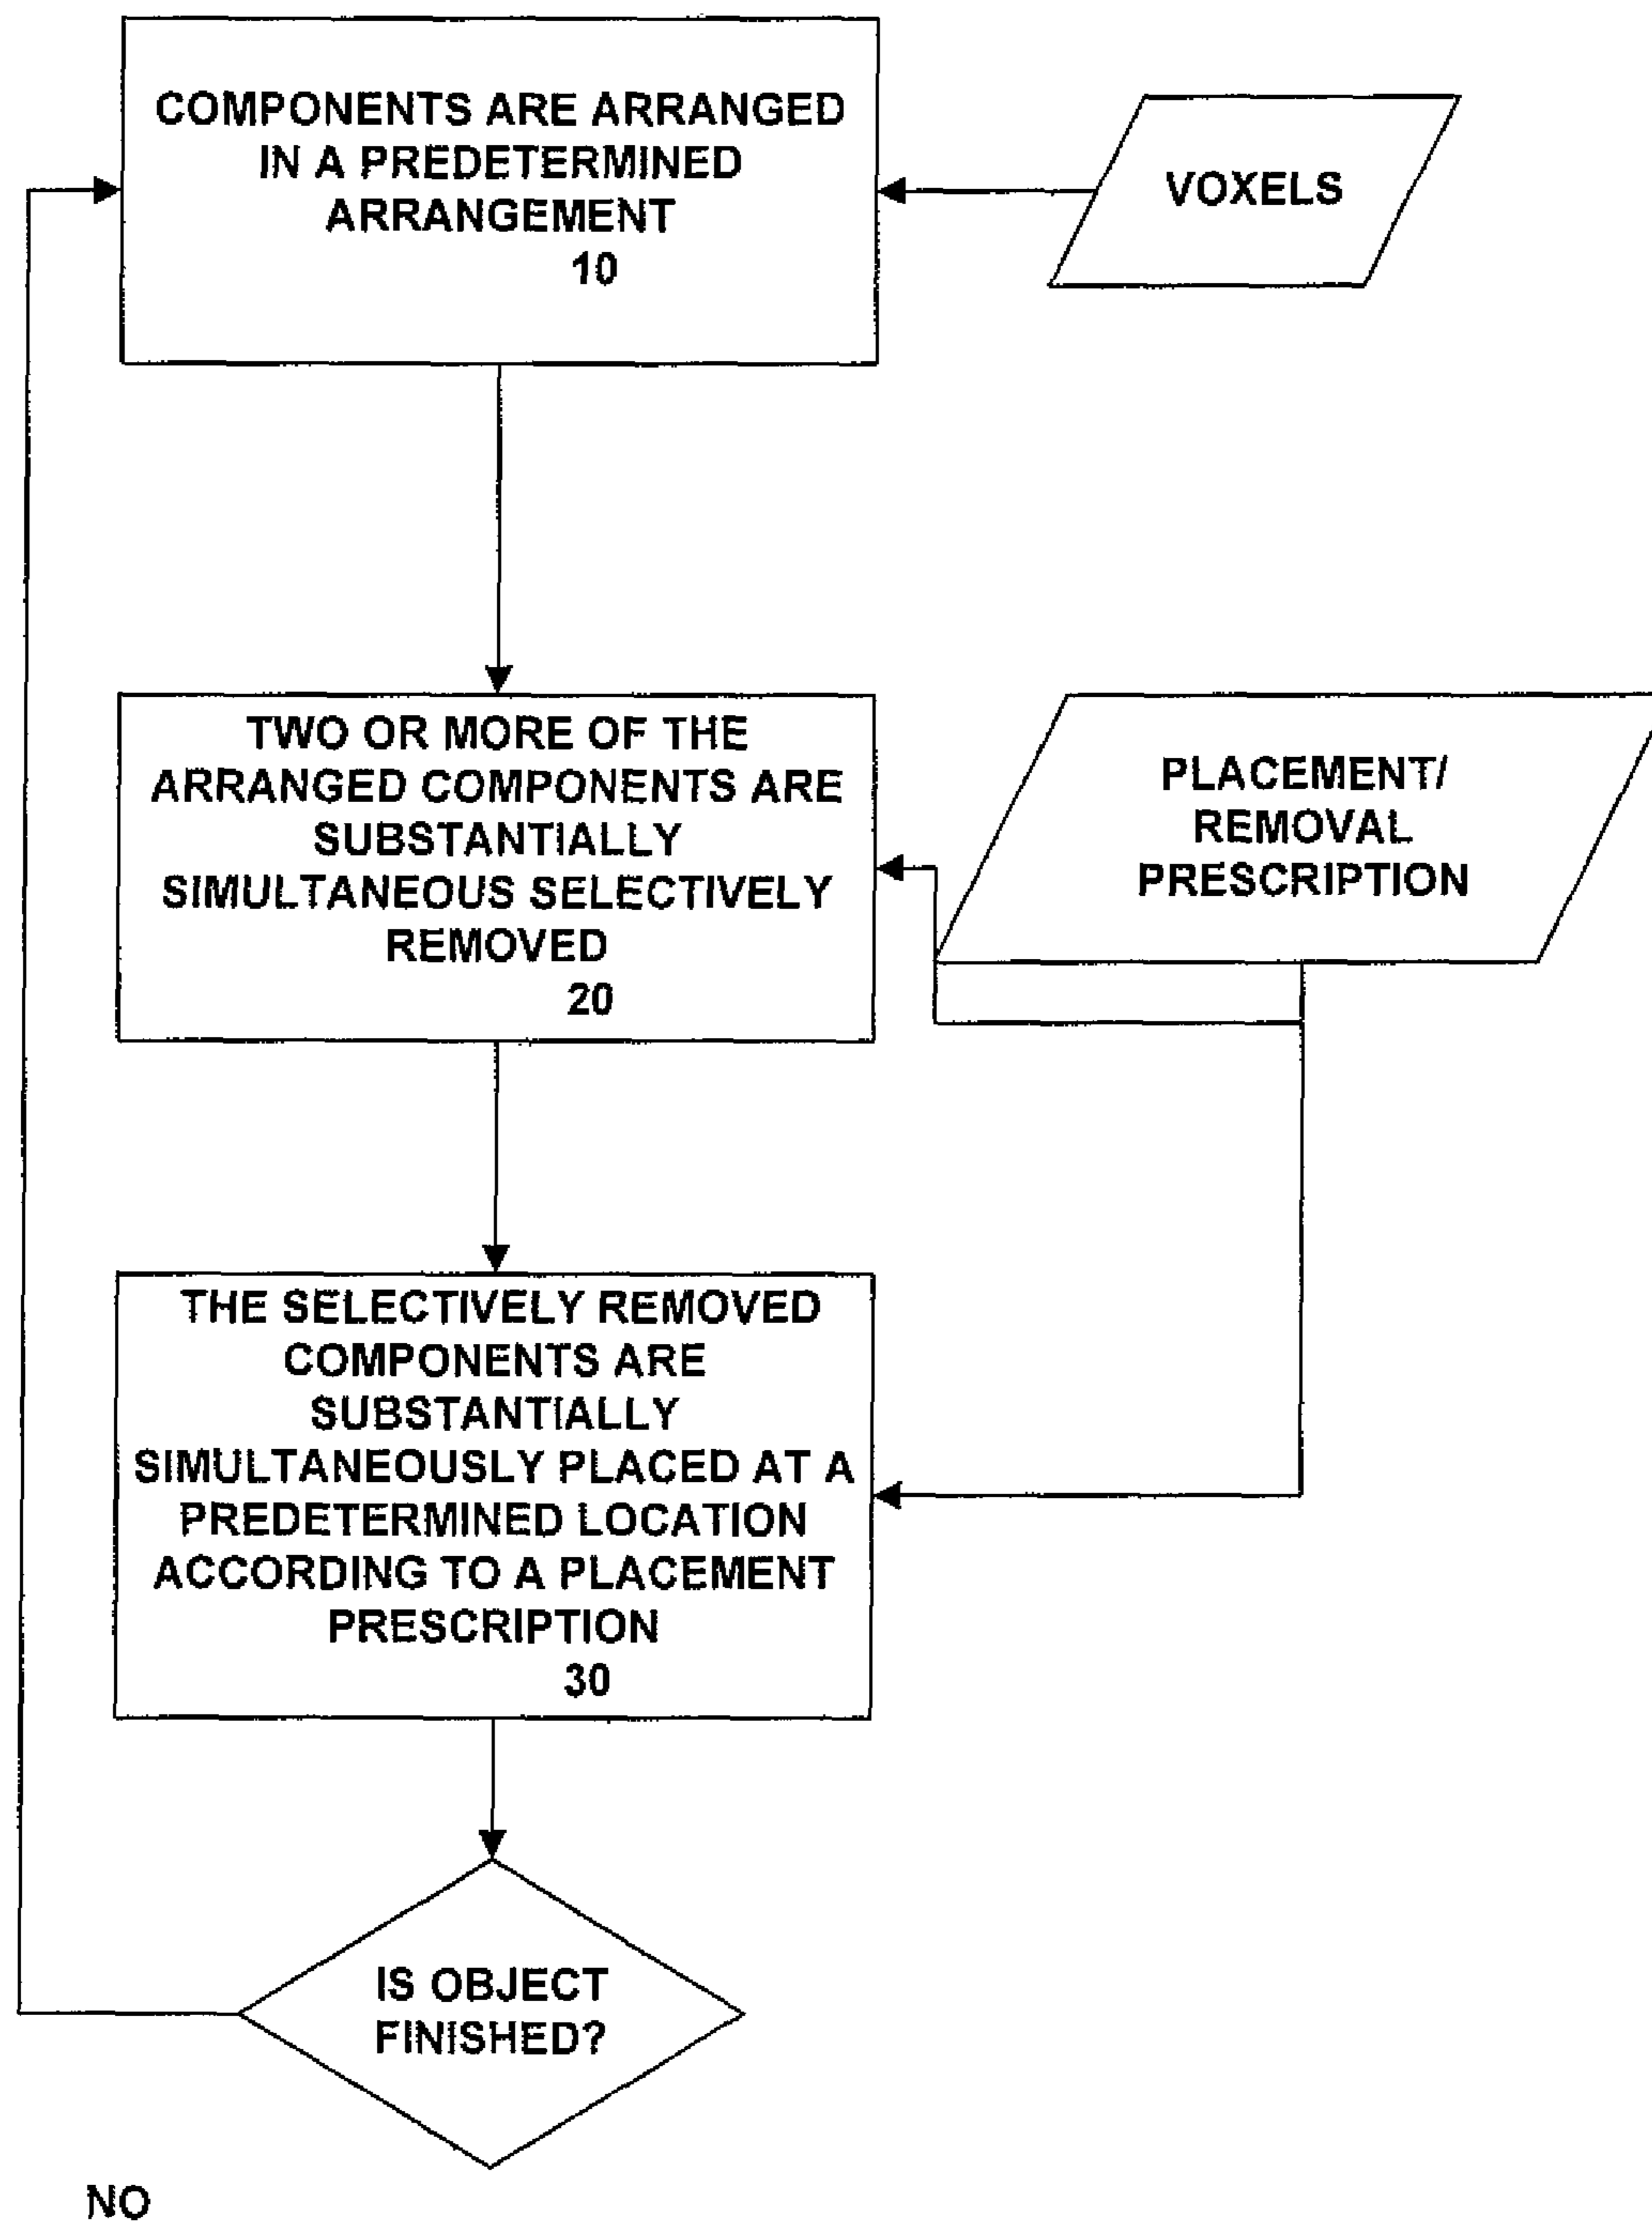 COMPONENTS ARE ARRANGED
IN A PREDETERMINED
ARRANGEMENT
10
VOXELS
TWO OR MORE OF THE
ARRANGED COMPONENTS ARE
SUBSTANTIALLY
SIMULTANEOUS SELECTIVELY
REMOVED
20
PLACEMENT/
REMOVAL
PRESCRIPTION
THE SELECTIVELY REMOVED
COMPONENTS ARE
SUBSTANTIALLY
SIMULTANEOUSLY PLACED AT A
PREDETERMINED LOCATION
ACCORDING TO A PLACEMENT
PRESCRIPTION
30
IS OBJECT
FINISHED?
NO